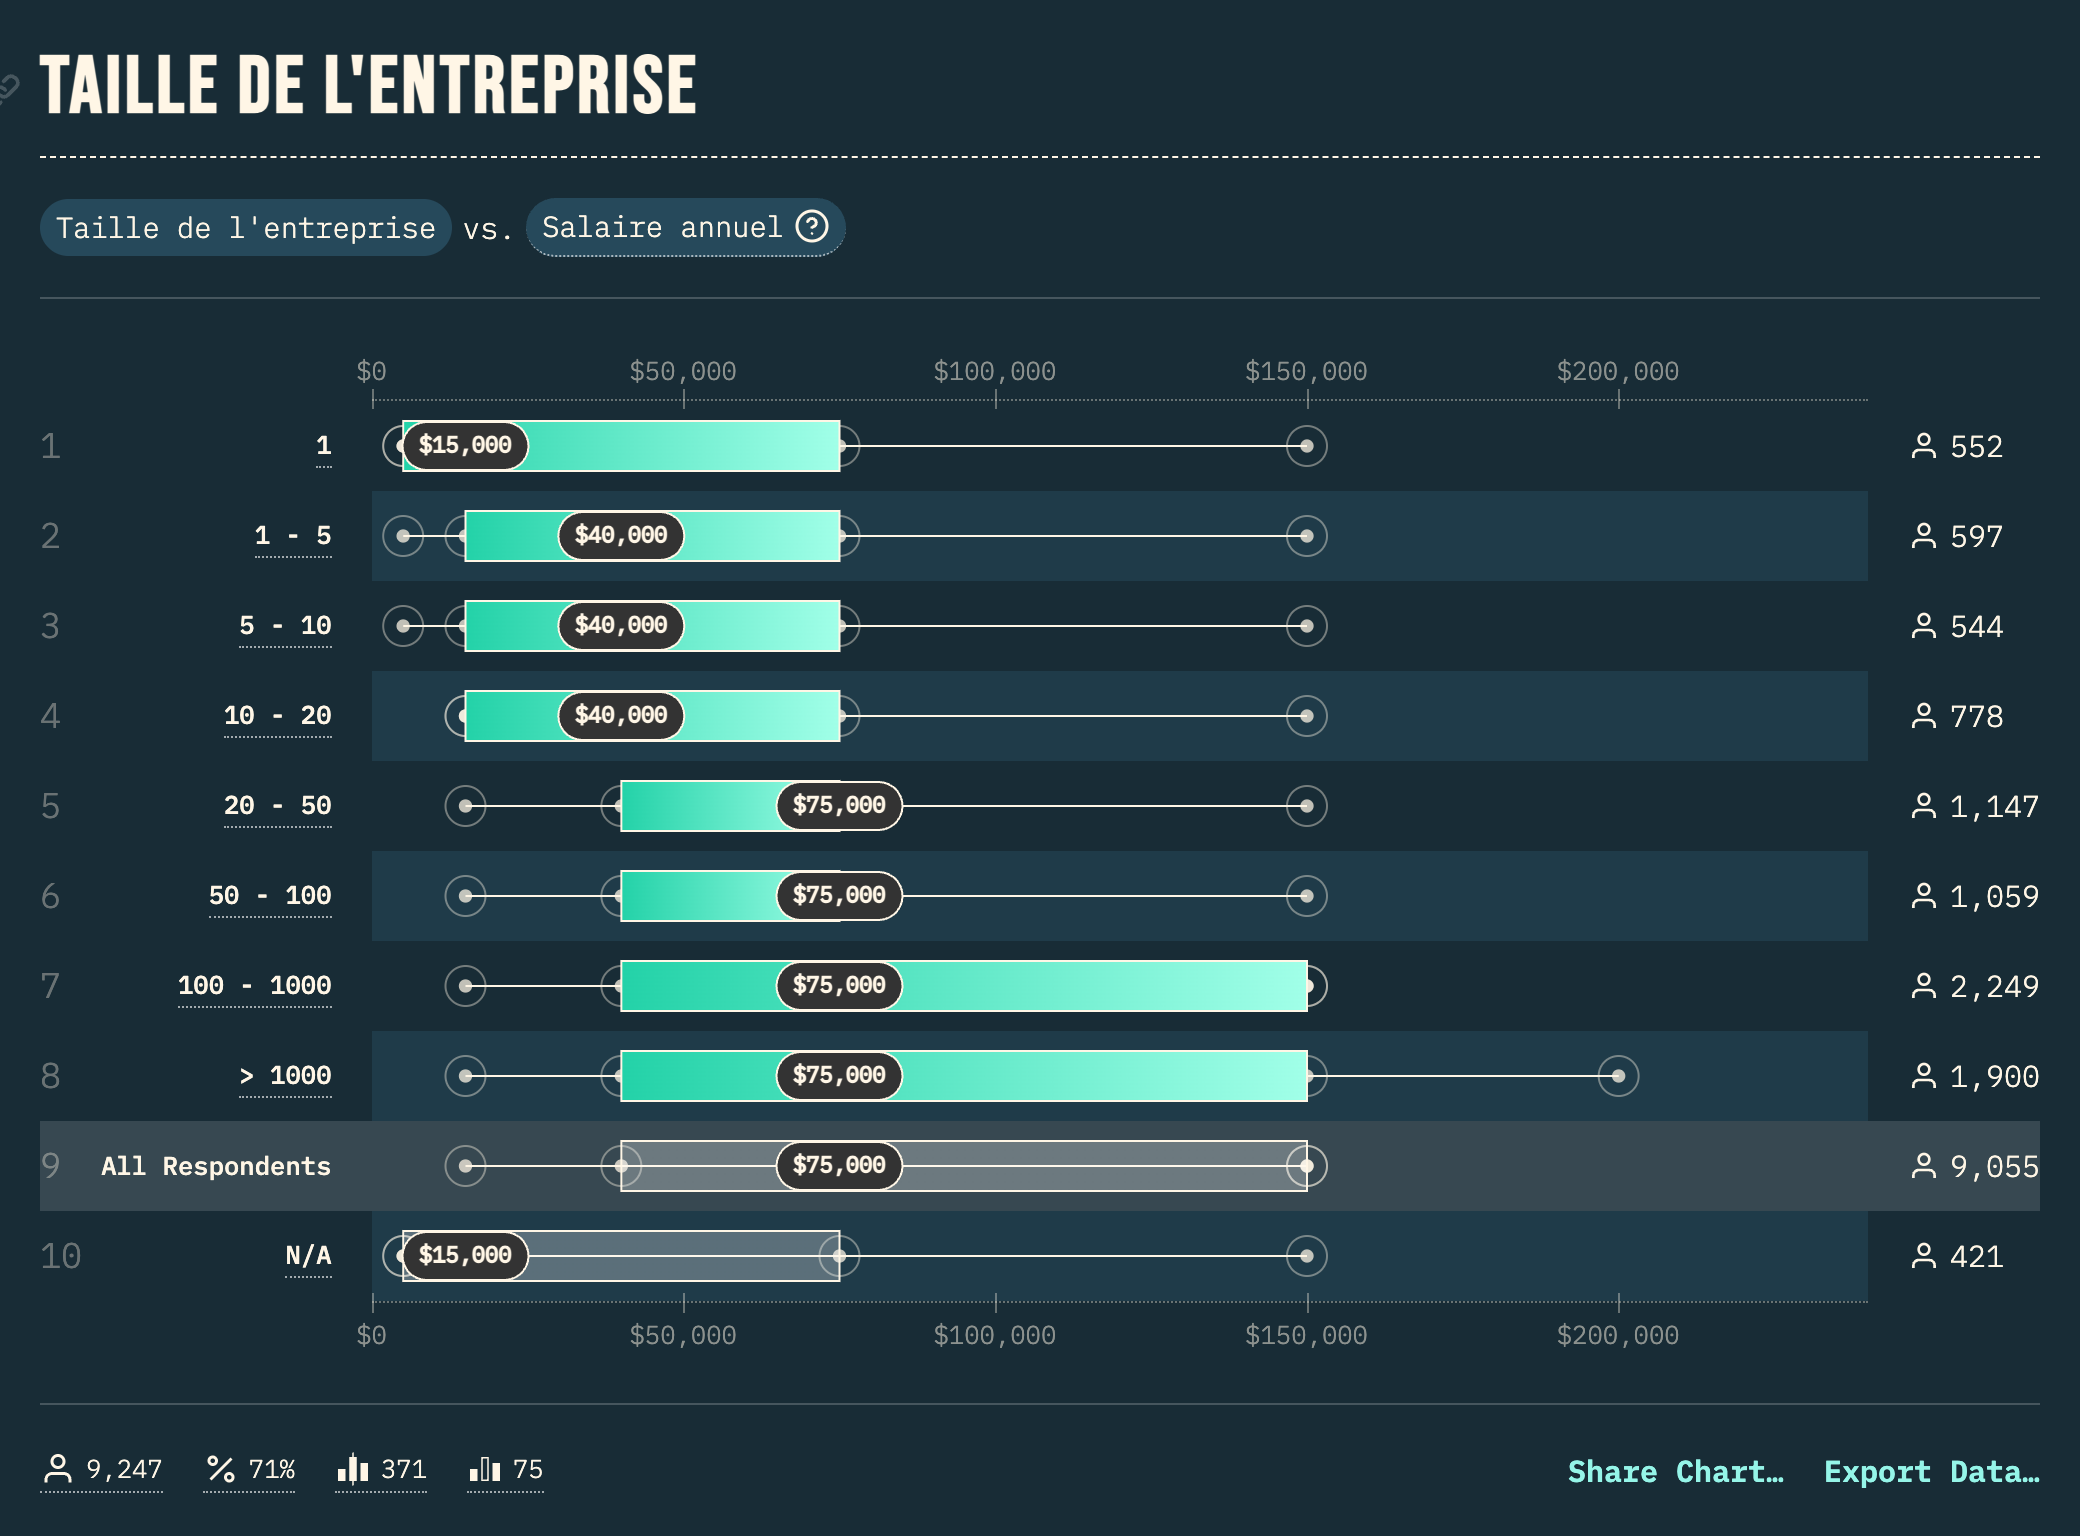 TAILLE DE L'ENTREPRISE
Taille de l'entreprise vs. Salaire annuel ?
$0 $50,000 $100,000 $150,000 $200,000
1 1 $15,000 552
2 1 - 5 $40,000 597
3 5 - 10 $40,000 544
4 10 - 20 $40,000 778
5 20 - 50 $75,000 1,147
6 50 - 100 $75,000 1,059
7 100 - 1000 $75,000 2,249
8 > 1000 $75,000 1,900
9 All Respondents $75,000 9,055
10 N/A $15,000 421
$0 $50,000 $100,000 $150,000 $200,000
9,247 71% 371 75 Share Chart… Export Data…